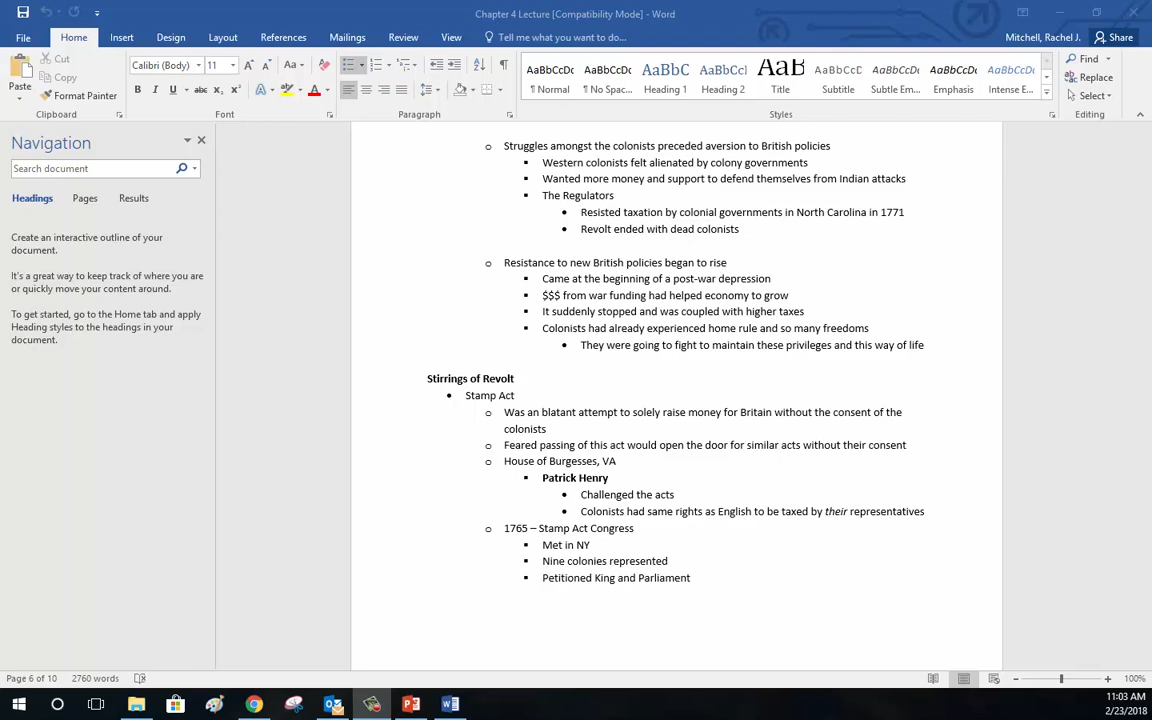 Chapter 4 Lecture [Compatibility Mode] - Word
File Home Insert Design Layout References Mailings Review View Tell me what you want to do... Mitchell, Rachel J. Share
Paste
Cut
Copy
Format Painter
Clipboard
Calibri (Body) 11
B I U abc X₂ X²
Font
Paragraph
AaBbCcDc AaBbCcDc AaBbC AaBbCcI AaB AaBbCcD AaBbCcD AaBbCcDc AaBbCcDc
¶ Normal ¶ No Spac... Heading 1 Heading 2 Title Subtitle Subtle Em... Emphasis Intense E...
Styles
Find
Replace
Select
Editing
Navigation
Search document
Headings Pages Results
Create an interactive outline of your
document.
It's a great way to keep track of where you are
or quickly move your content around.
To get started, go to the Home tab and apply
Heading styles to the headings in your
document.
o Struggles amongst the colonists preceded aversion to British policies
▪ Western colonists felt alienated by colony governments
▪ Wanted more money and support to defend themselves from Indian attacks
▪ The Regulators
• Resisted taxation by colonial governments in North Carolina in 1771
• Revolt ended with dead colonists
o Resistance to new British policies began to rise
▪ Came at the beginning of a post-war depression
▪ $$$ from war funding had helped economy to grow
▪ It suddenly stopped and was coupled with higher taxes
▪ Colonists had already experienced home rule and so many freedoms
• They were going to fight to maintain these privileges and this way of life
Stirrings of Revolt
• Stamp Act
o Was an blatant attempt to solely raise money for Britain without the consent of the
colonists
o Feared passing of this act would open the door for similar acts without their consent
o House of Burgesses, VA
▪ Patrick Henry
• Challenged the acts
• Colonists had same rights as English to be taxed by their representatives
o 1765 – Stamp Act Congress
▪ Met in NY
▪ Nine colonies represented
▪ Petitioned King and Parliament
Page 6 of 10 2760 words 100%
11:03 AM
2/23/2018